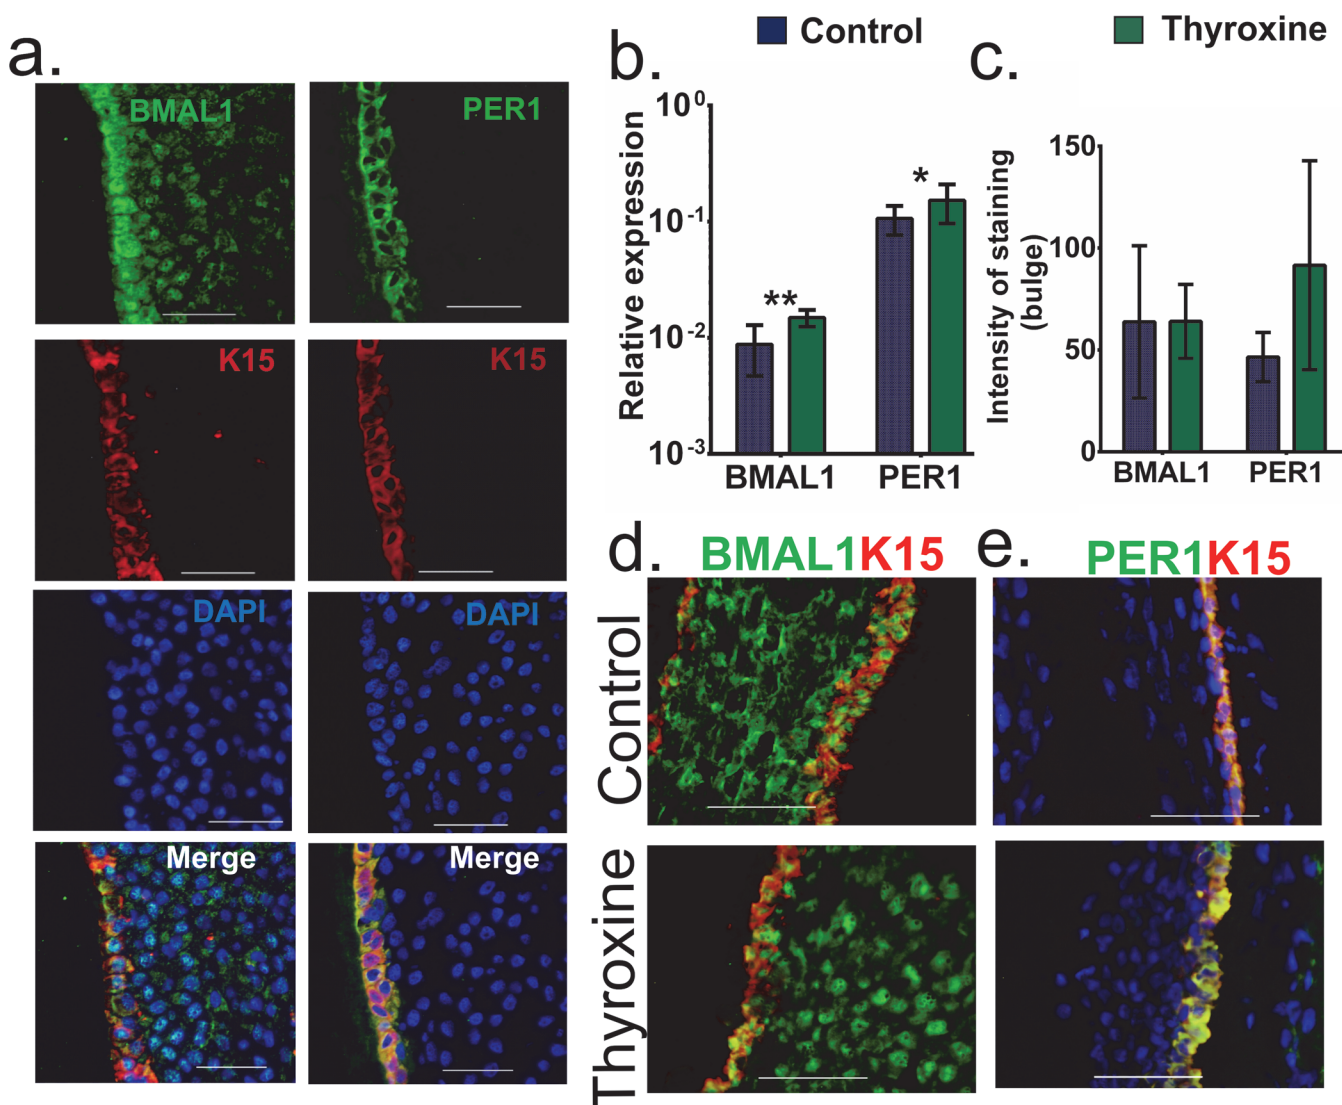 Control
Thyroxine
a.
BMAL1
PER1
K15
K15
DAPI
DAPI
Merge
Merge
b.
Relative expression
10⁰
10⁻¹
10⁻²
10⁻³
**
*
BMAL1
PER1
c.
Intensity of staining
(bulge)
150
100
50
0
BMAL1
PER1
d.
BMAL1K15
e.
PER1K15
Control
Thyroxine